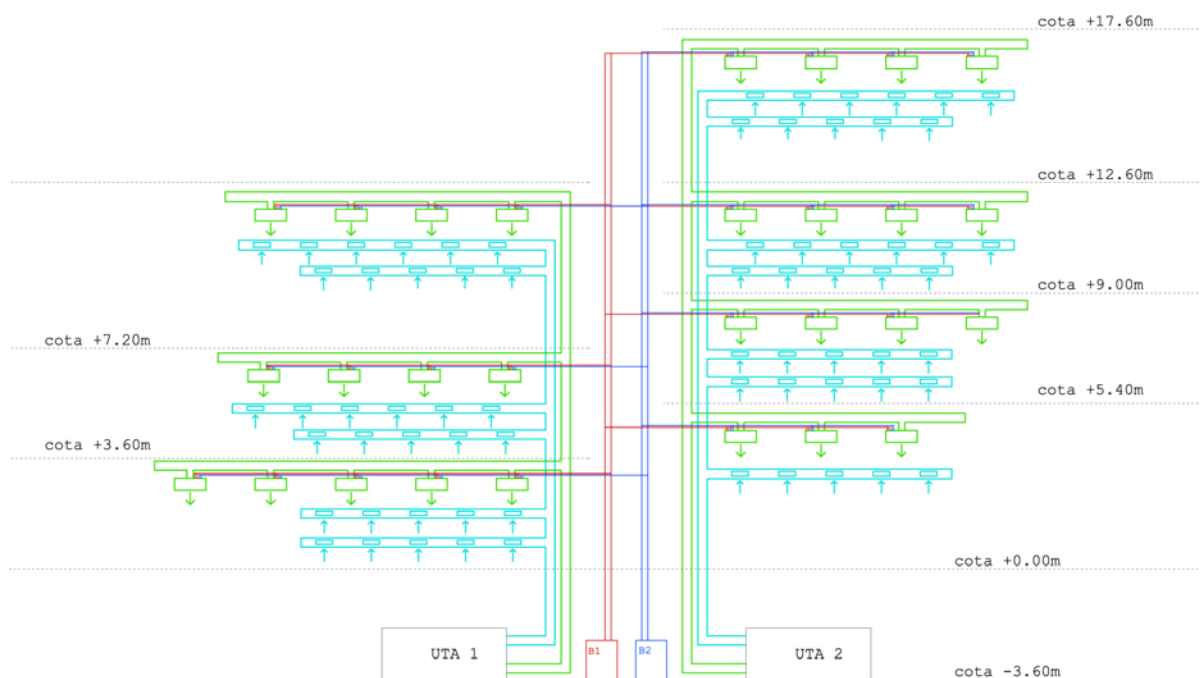 cota +17.60m
cota +12.60m
cota +9.00m
cota +7.20m
cota +5.40m
cota +3.60m
cota +0.00m
B1
B2
UTA 1
UTA 2
cota -3.60m